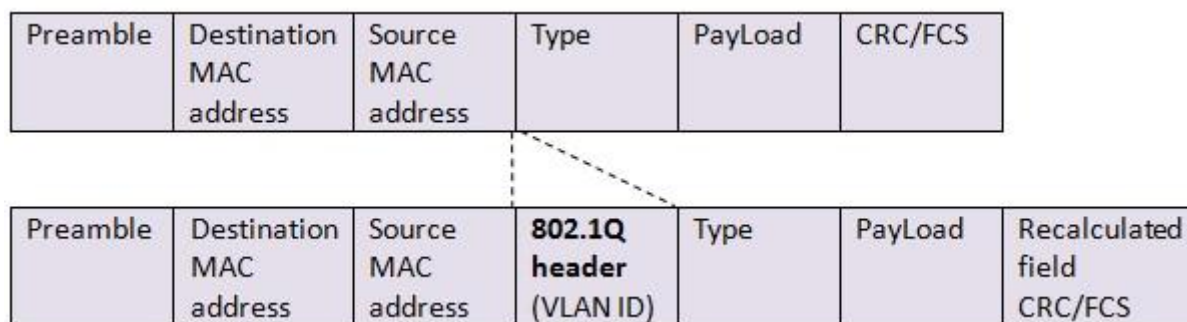 Preamble Destination Source Type PayLoad CRC/FCS
MAC MAC
address address
Preamble Destination Source 802.1Q Type PayLoad Recalculated
MAC MAC header field
address address (VLAN ID) CRC/FCS